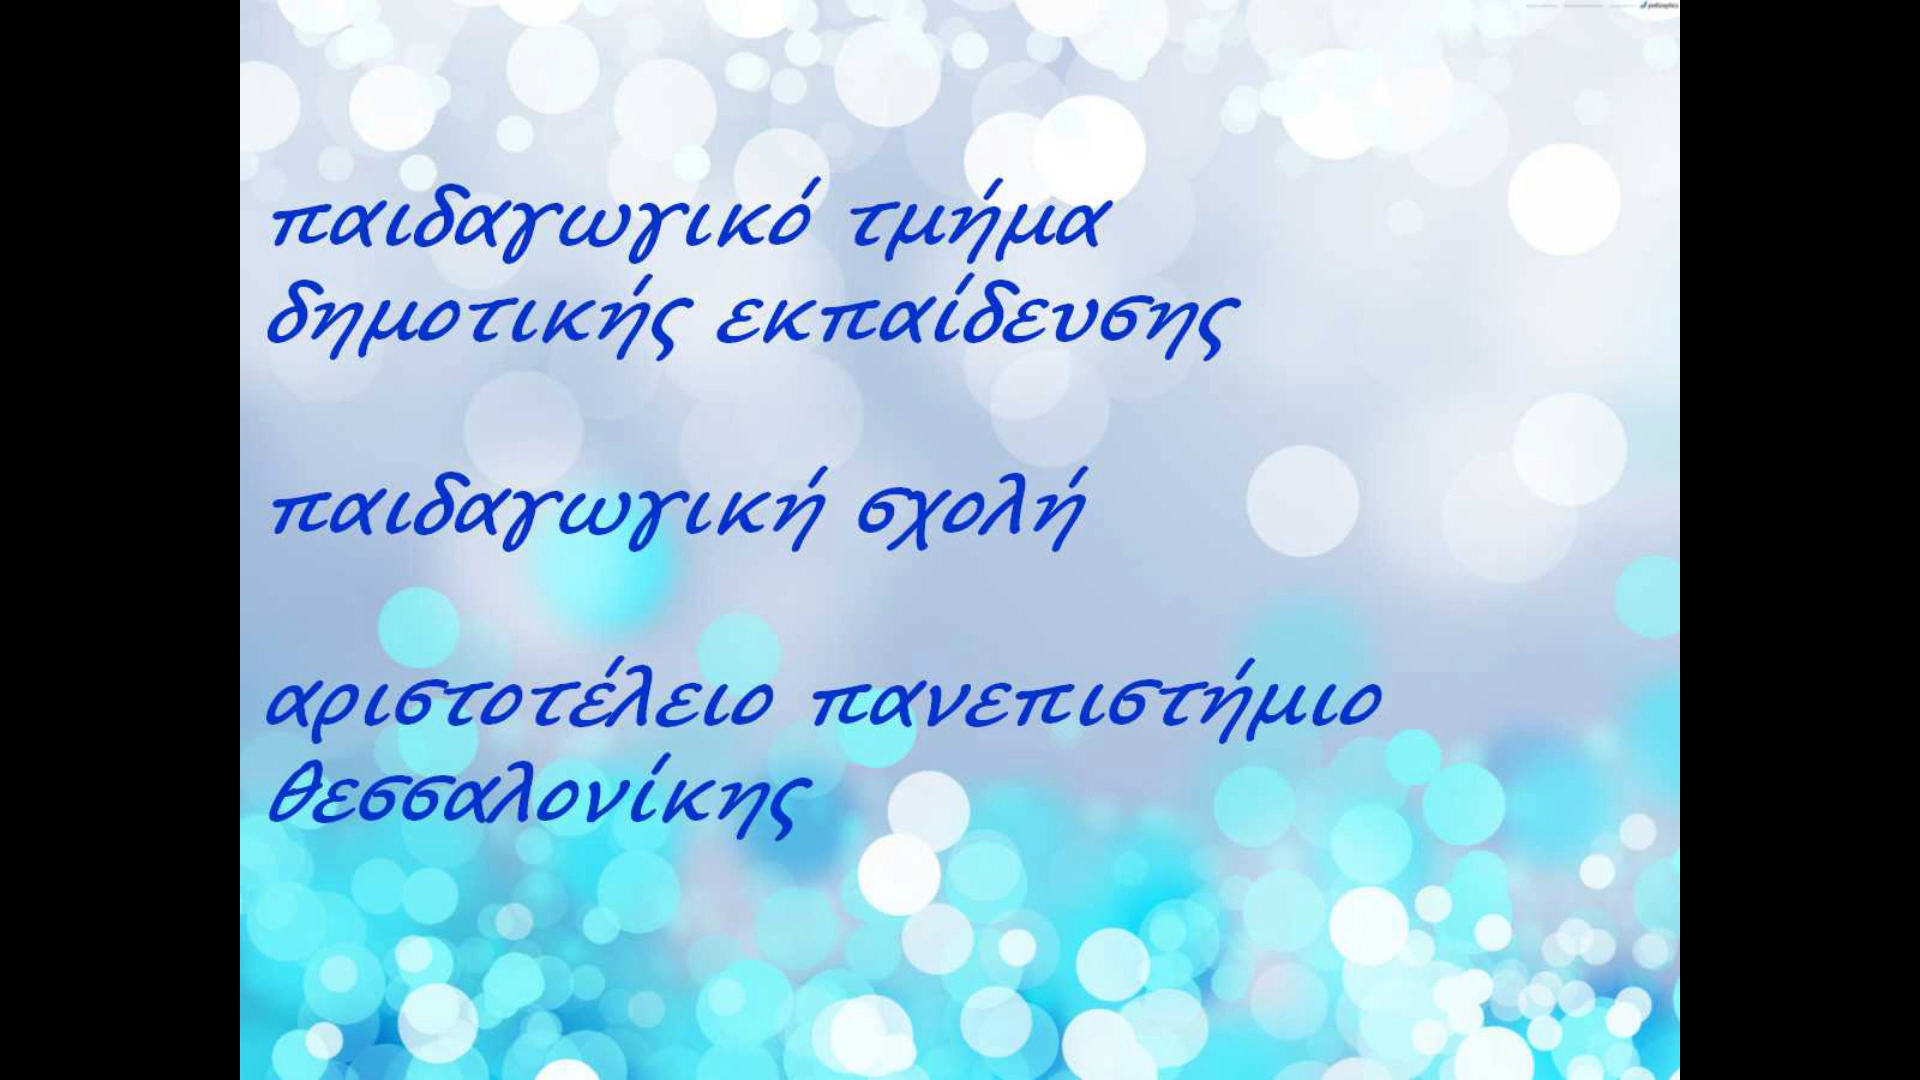 παιδαγωγικό τμήμα
δημοτικής εκπαίδευσης
παιδαγωγική σχολή
αριστοτέλειο πανεπιστήμιο
θεσσαλονίκης